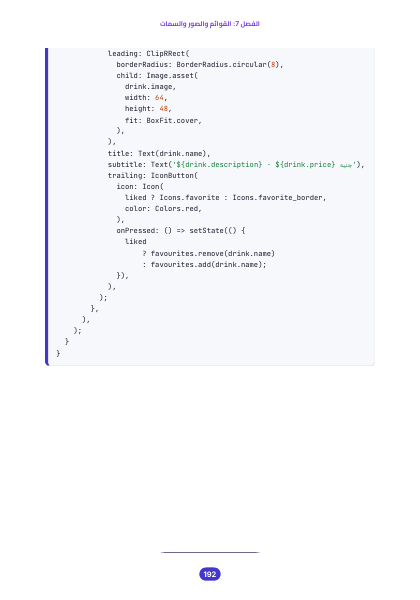 الفصل 7: القوائم والصور والسمات
leading: ClipRRect(
borderRadius: BorderRadius.circular(8),
child: Image.asset(
drink.image,
width: 64,
height: 48,
fit: BoxFit.cover,
),
),
title: Text(drink.name),
subtitle: Text('${drink.description} - ${drink.price} جنيه'),
trailing: IconButton(
icon: Icon(
liked ? Icons.favorite : Icons.favorite_border,
color: Colors.red,
),
onPressed: () => setState(() {
liked
? favourites.remove(drink.name)
: favourites.add(drink.name);
}),
),
);
},
),
);
}
}
192